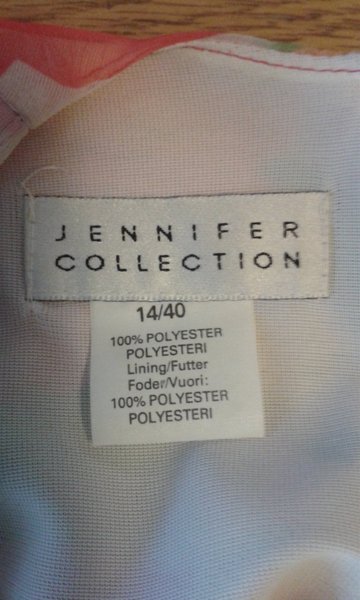 JENNIFER
COLLECTION
14/40
100% POLYESTER
POLYESTERI
Lining/Futter
Foder/Vuori:
100% POLYESTER
POLYESTERI